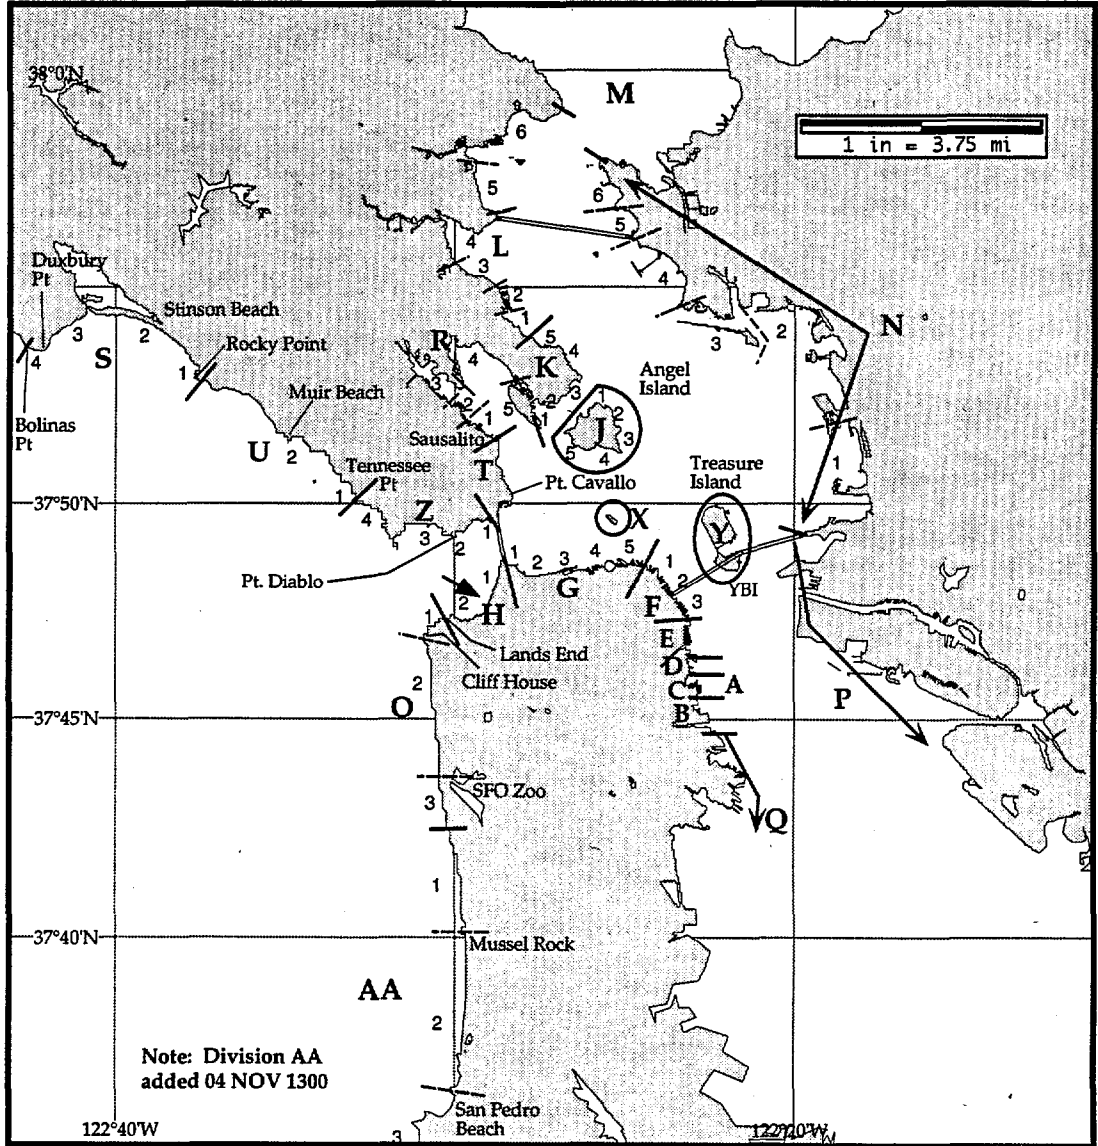 38°0'N
M
6
1 in = 3.75 mi
5
6
5
4
L
3
Duxbury
Pt
2
4
1
Stinson Beach
3
2
N
2
3
S
4
R
5
4
K
Rocky Point
4
1
3
2
3
Angel
Island
Muir Beach
2
5
1
1
2
J
3
4
5
1
Sausalito
Bolinas
Pt
U
2
Tennessee
Pt
T
Treasure
Island
1
Pt. Cavallo
37°50'N
1
4
Z
3
2
1
X
Y
Pt. Diablo
1
2
3
4
5
G
1
2
3
YBI
1
2
H
F
1
E
Lands End
D
Cliff House
C
A
2
O
B
P
37°45'N
SFO Zoo
3
Q
1
37°40'N
Mussel Rock
AA
2
Note: Division AA
added 04 NOV 1300
San Pedro
Beach
122°40'W
122°20'W
3